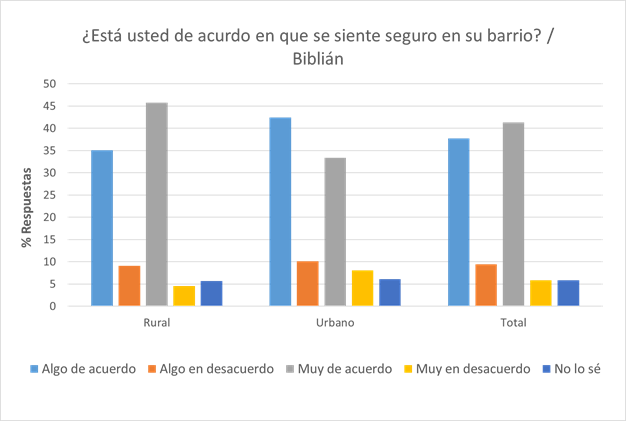 ¿Está usted de acurdo en que se siente seguro en su barrio? /
Biblián
50
45
40
35
30
25
20
15
10
5
0
% Respuestas
Rural Urbano Total
Algo de acuerdo Algo en desacuerdo Muy de acuerdo Muy en desacuerdo No lo sé